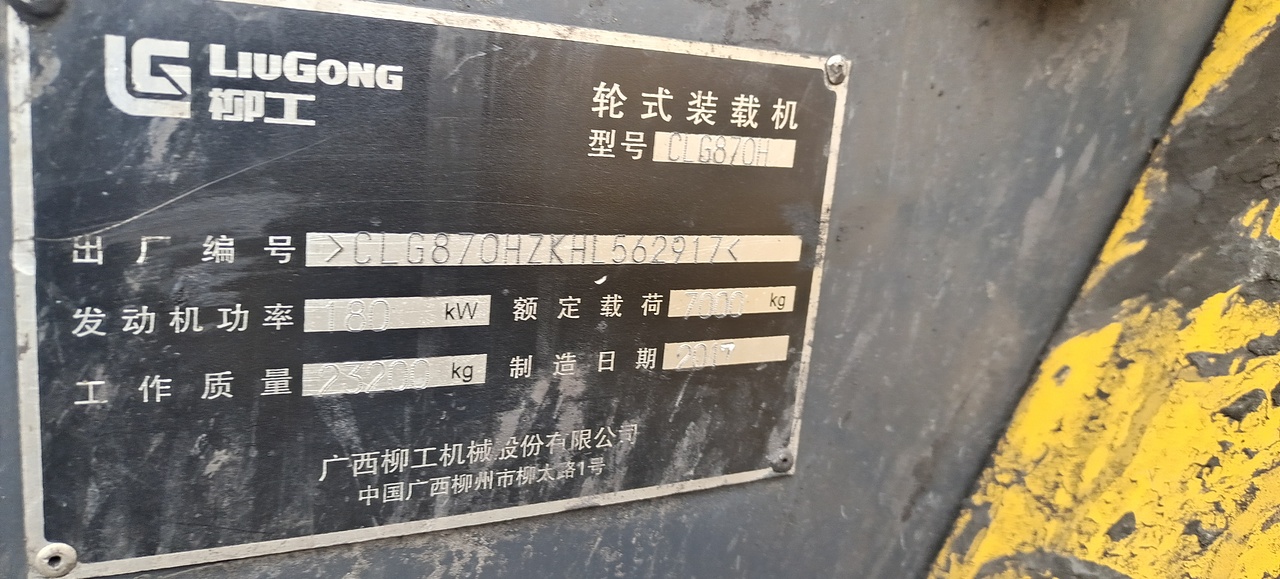 LG LIUGONG
柳工
轮式装载机
型号 CLG870H
出厂编号 >CLG870HZKHL562917<
发动机功率 180 kW 额定载荷 7000 kg
工作质量 23200 kg 制造日期 2017
广西柳工机械股份有限公司
中国广西柳州市柳太路1号